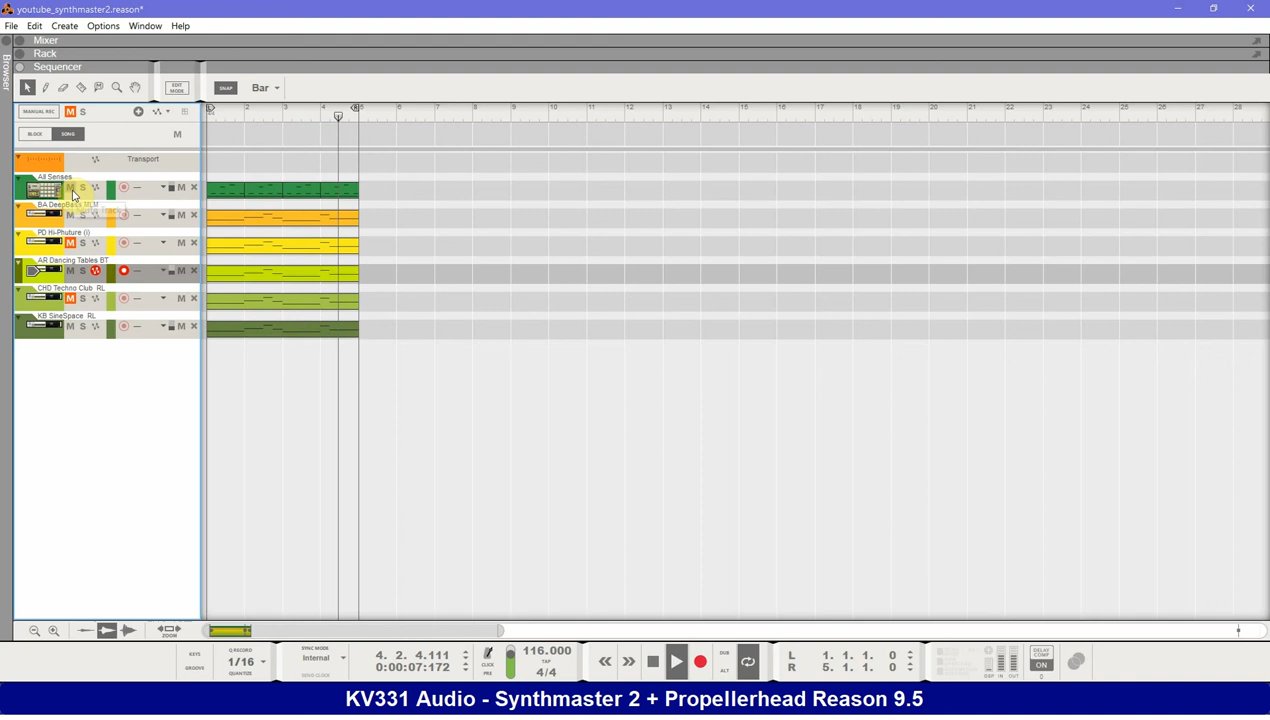 youtube_synthmaster2.reason*
File Edit Create Options Window Help
Mixer
Rack
Sequencer
Browser
EDIT MODE
SNAP
Bar
MANUAL REC M S
BLOCK SONG M
1 2 3 4 5 6 7 8 9 10 11 12 13 14 15 16 17 18 19 20 21 22 23 24 25 26 27 28
L R
Transport
All Senses
M S M
BA DeepBass MLM
M S M
PD Hi-Phuture (i)
M S M
AR Dancing Tables BT
M S M
CHD Techno Club RL
M S M
KB SineSpace RL
M S M
ZOOM
KEYS
GROOVE
Q RECORD
1/16
QUANTIZE
SYNC MODE
Internal
SEND CLOCK
4. 2. 4.111
0:00:07:172
CLICK
PRE
116.000
TAP
4/4
DUB
ALT
L 1. 1. 1. 0
R 5. 1. 1. 0
DSP IN OUT
DELAY COMP
ON
KV331 Audio - Synthmaster 2 + Propellerhead Reason 9.5